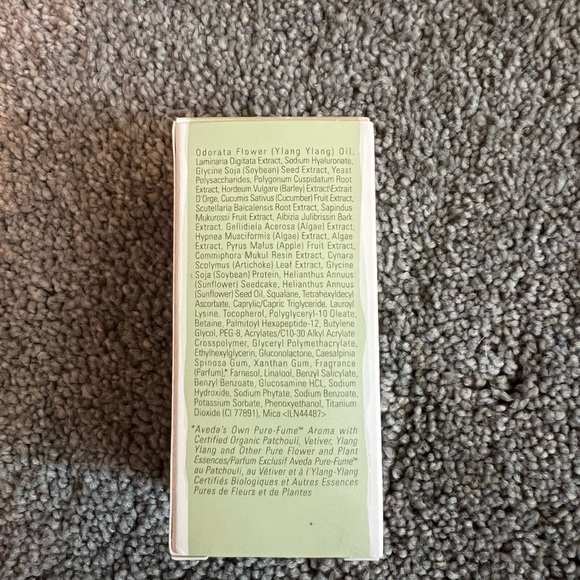 Odorata Flower (Ylang Ylang) Oil,
Laminaria Digitata Extract, Sodium Hyaluronate,
Glycine Soja (Soybean) Seed Extract, Yeast
Polysaccharides, Polygonum Cuspidatum Root
Extract, Hordeum Vulgare (Barley) Extract\Extrait
D'Orge, Cucumis Sativus (Cucumber) Fruit Extract,
Scutellaria Baicalensis Root Extract, Sapindus
Mukurossi Fruit Extract, Albizia Julibrissin Bark
Extract, Gellidiela Acerosa (Algae) Extract,
Hypnea Musciformis (Algae) Extract, Algae
Extract, Pyrus Malus (Apple) Fruit Extract,
Commiphora Mukul Resin Extract, Cynara
Scolymus (Artichoke) Leaf Extract, Glycine
Soja (Soybean) Protein, Helianthus Annuus
(Sunflower) Seedcake, Helianthus Annuus
(Sunflower) Seed Oil, Squalane, Tetrahexyldecyl
Ascorbate, Caprylic/Capric Triglyceride, Lauroyl
Lysine, Tocopherol, Polyglyceryl-10 Oleate,
Betaine, Palmitoyl Hexapeptide-12, Butylene
Glycol, PEG-8, Acrylates/C10-30 Alkyl Acrylate
Crosspolymer, Glyceryl Polymethacrylate,
Ethylhexylglycerin, Gluconolactone, Caesalpinia
Spinosa Gum, Xanthan Gum, Fragrance
(Parfum),* Farnesol, Linalool, Benzyl Salicylate,
Benzyl Benzoate, Glucosamine HCL, Sodium
Hydroxide, Sodium Phytate, Sodium Benzoate,
Potassium Sorbate, Phenoxyethanol, Titanium
Dioxide (CI 77891), Mica <ILN44487>
*Aveda's Own Pure-Fume™ Aroma with
Certified Organic Patchouli, Vetiver, Ylang
Ylang and Other Pure Flower and Plant
Essences/Parfum Exclusif Aveda Pure-Fume™
au Patchouli, au Vétiver et à l'Ylang-Ylang
Certifiés Biologiques et Autres Essences
Pures de Fleurs et de Plantes